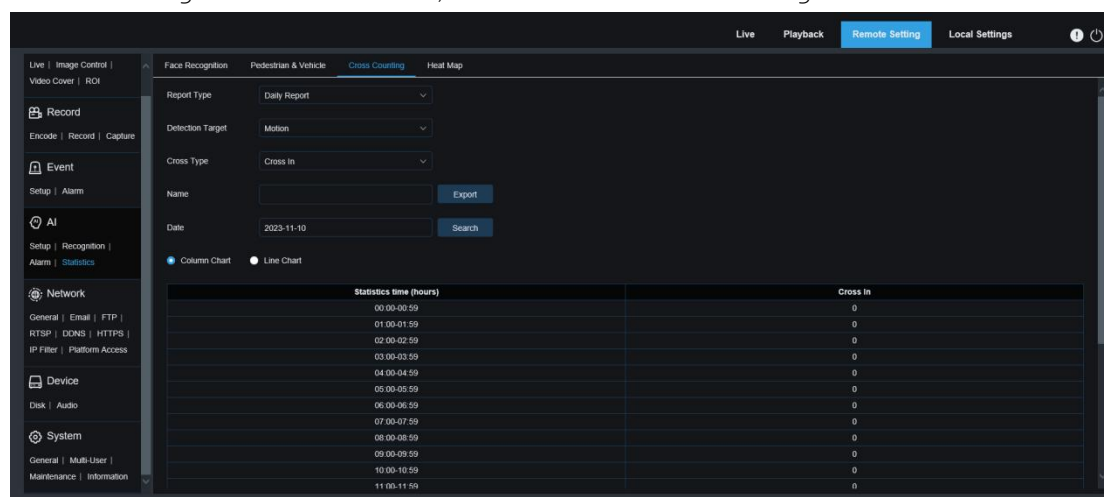 Live Playback Remote Setting Local Settings
Live | Image Control |
Video Cover | ROI
Record
Encode | Record | Capture
Event
Setup | Alarm
AI
Setup | Recognition |
Alarm | Statistics
Network
General | Email | FTP |
RTSP | DDNS | HTTPS |
IP Filter | Platform Access
Device
Disk | Audio
System
General | Multi-User |
Maintenance | Information
Face Recognition Pedestrian & Vehicle Cross Counting Heat Map
Report Type Daily Report
Detection Target Motion
Cross Type Cross In
Name Export
Date 2023-11-10 Search
Column Chart Line Chart
Statistics time (hours) Cross In
00:00-00:59 0
01:00-01:59 0
02:00-02:59 0
03:00-03:59 0
04:00-04:59 0
05:00-05:59 0
06:00-06:59 0
07:00-07:59 0
08:00-08:59 0
09:00-09:59 0
10:00-10:59 0
11:00-11:59 0